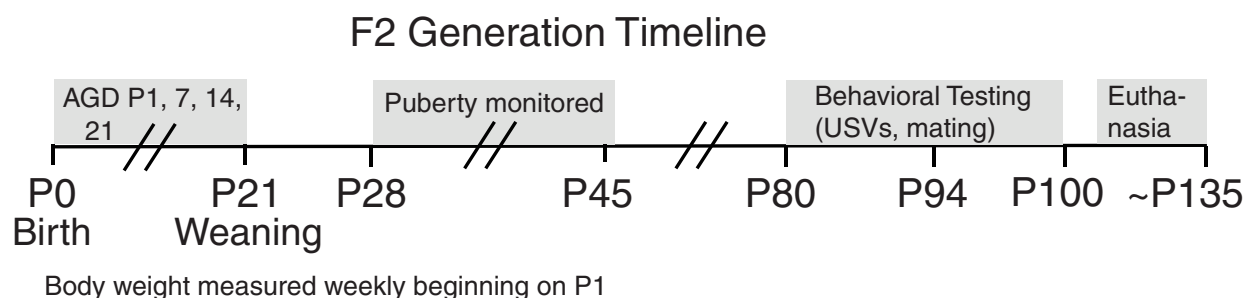 F2 Generation Timeline
AGD P1, 7, 14,
21
Puberty monitored
Behavioral Testing
(USVs, mating)
Eutha-
nasia
P0
Birth
P21
Weaning
P28
P45
P80
P94
P100
~P135
Body weight measured weekly beginning on P1